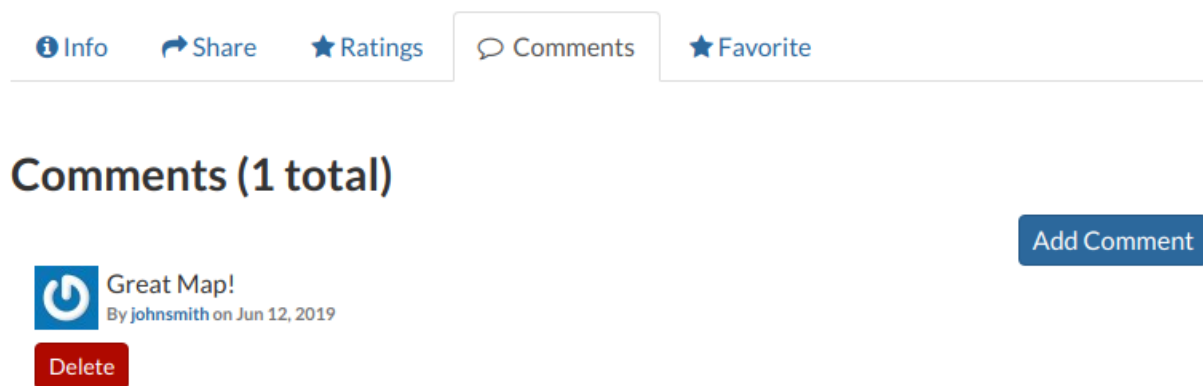 Info Share Ratings Comments Favorite
Comments (1 total)
Add Comment
Great Map!
By johnsmith on Jun 12, 2019
Delete